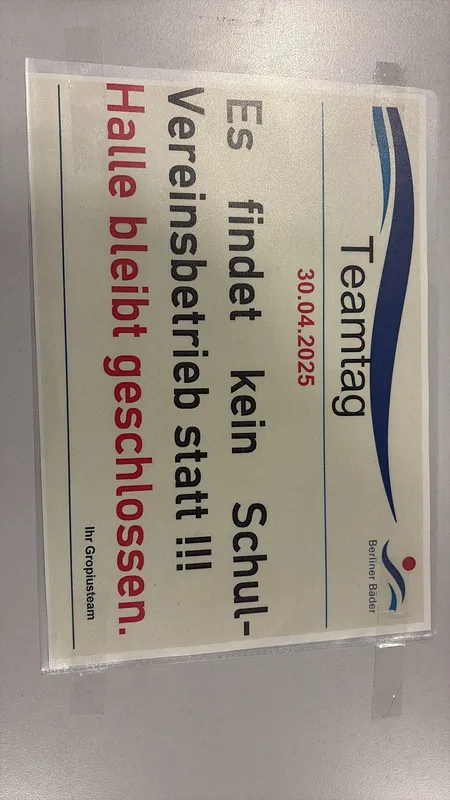 Berliner Bäder
Teamtag
30.04.2025
Es findet kein Schul-
Vereinsbetrieb statt !!!
Halle bleibt geschlossen.
Ihr Gropiusteam